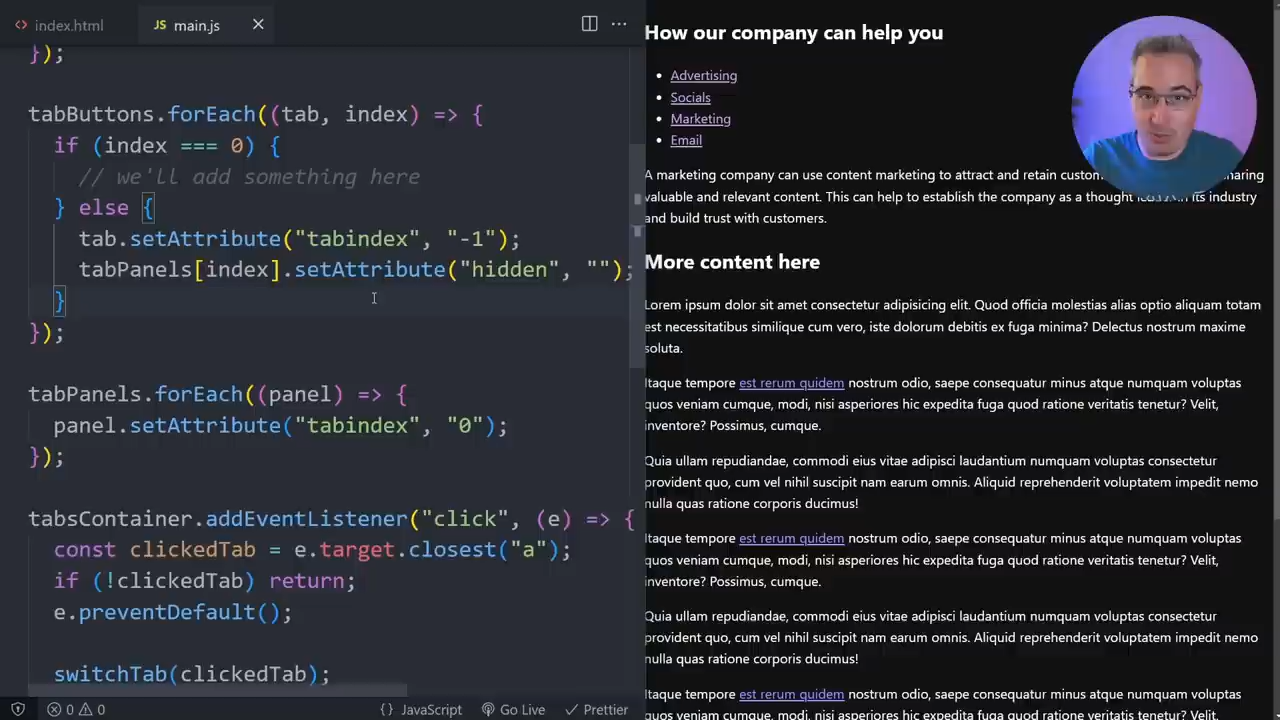 index.html
JS main.js
});
tabButtons.forEach((tab, index) => {
if (index === 0) {
// we'll add something here
} else {
tab.setAttribute("tabindex", "-1");
tabPanels[index].setAttribute("hidden", "");
}
});
tabPanels.forEach((panel) => {
panel.setAttribute("tabindex", "0");
});
tabsContainer.addEventListener("click", (e) => {
const clickedTab = e.target.closest("a");
if (!clickedTab) return;
e.preventDefault();
switchTab(clickedTab);
0 0
{ } JavaScript
Go Live
Prettier
How our company can help you
Advertising
Socials
Marketing
Email
A marketing company can use content marketing to attract and retain sharing
valuable and relevant content. This can help to establish the company as a thought its industry
and build trust with customers.
More content here
Lorem ipsum dolor sit amet consectetur adipisicing elit. Quod officia molestias alias optio aliquam totam
est necessitatibus similique cum vero, iste dolorum debitis ex fuga minima? Delectus nostrum maxime
soluta.
Itaque tempore est rerum quidem nostrum odio, saepe consequatur minus atque numquam voluptas
quos veniam cumque, modi, nisi asperiores hic expedita fuga quod ratione veritatis tenetur? Velit,
inventore? Possimus, cumque.
Quia ullam repudiandae, commodi eius vitae adipisci laudantium numquam voluptas consectetur
provident quo, cum vel nihil suscipit nam earum omnis. Aliquid reprehenderit voluptatem impedit nemo
nulla quas ratione corporis ducimus!
Itaque tempore est rerum quidem nostrum odio, saepe consequatur minus atque numquam voluptas
quos veniam cumque, modi, nisi asperiores hic expedita fuga quod ratione veritatis tenetur? Velit,
inventore? Possimus, cumque.
Quia ullam repudiandae, commodi eius vitae adipisci laudantium numquam voluptas consectetur
provident quo, cum vel nihil suscipit nam earum omnis. Aliquid reprehenderit voluptatem impedit nemo
nulla quas ratione corporis ducimus!
Itaque tempore est rerum quidem nostrum odio, saepe consequatur minus atque numquam voluptas